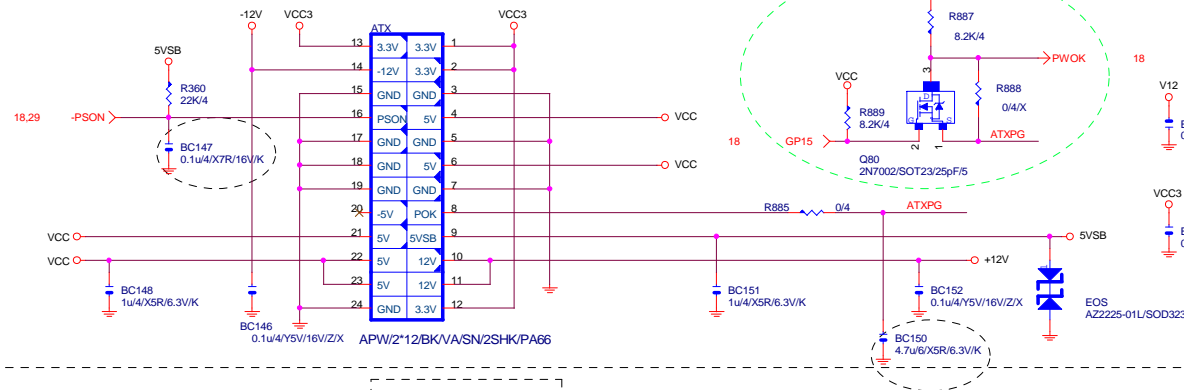 -12V
VCC3
VCC3
ATX
5VSB
R360
22K/4
18,29
-PSON
BC147
0.1u/4/X7R/16V/K
13 3.3V 3.3V 1
14 -12V 3.3V 2
15 GND GND 3
16 PSON 5V 4
17 GND GND 5
18 GND 5V 6
19 GND GND 7
20 -5V POK 8
21 5V 5VSB 9
22 5V 12V 10
23 5V 12V 11
24 GND 3.3V 12
VCC
VCC
VCC
VCC
BC148
1u/4/X5R/6.3V/K
BC146
0.1u/4/Y5V/16V/Z/X
APW/2*12/BK/VA/SN/2SHK/PA66
R887
8.2K/4
PWOK
18
VCC
R889
8.2K/4
R888
0/4/X
3
D
G
S
2
1
18
GP15
ATXPG
Q80
2N7002/SOT23/25pF/5
R885
0/4
ATXPG
5VSB
+12V
BC151
1u/4/X5R/6.3V/K
BC152
0.1u/4/Y5V/16V/Z/X
1
EOS
AZ2225-01L/SOD323
BC150
4.7u/6/X5R/6.3V/K
V12
VCC3